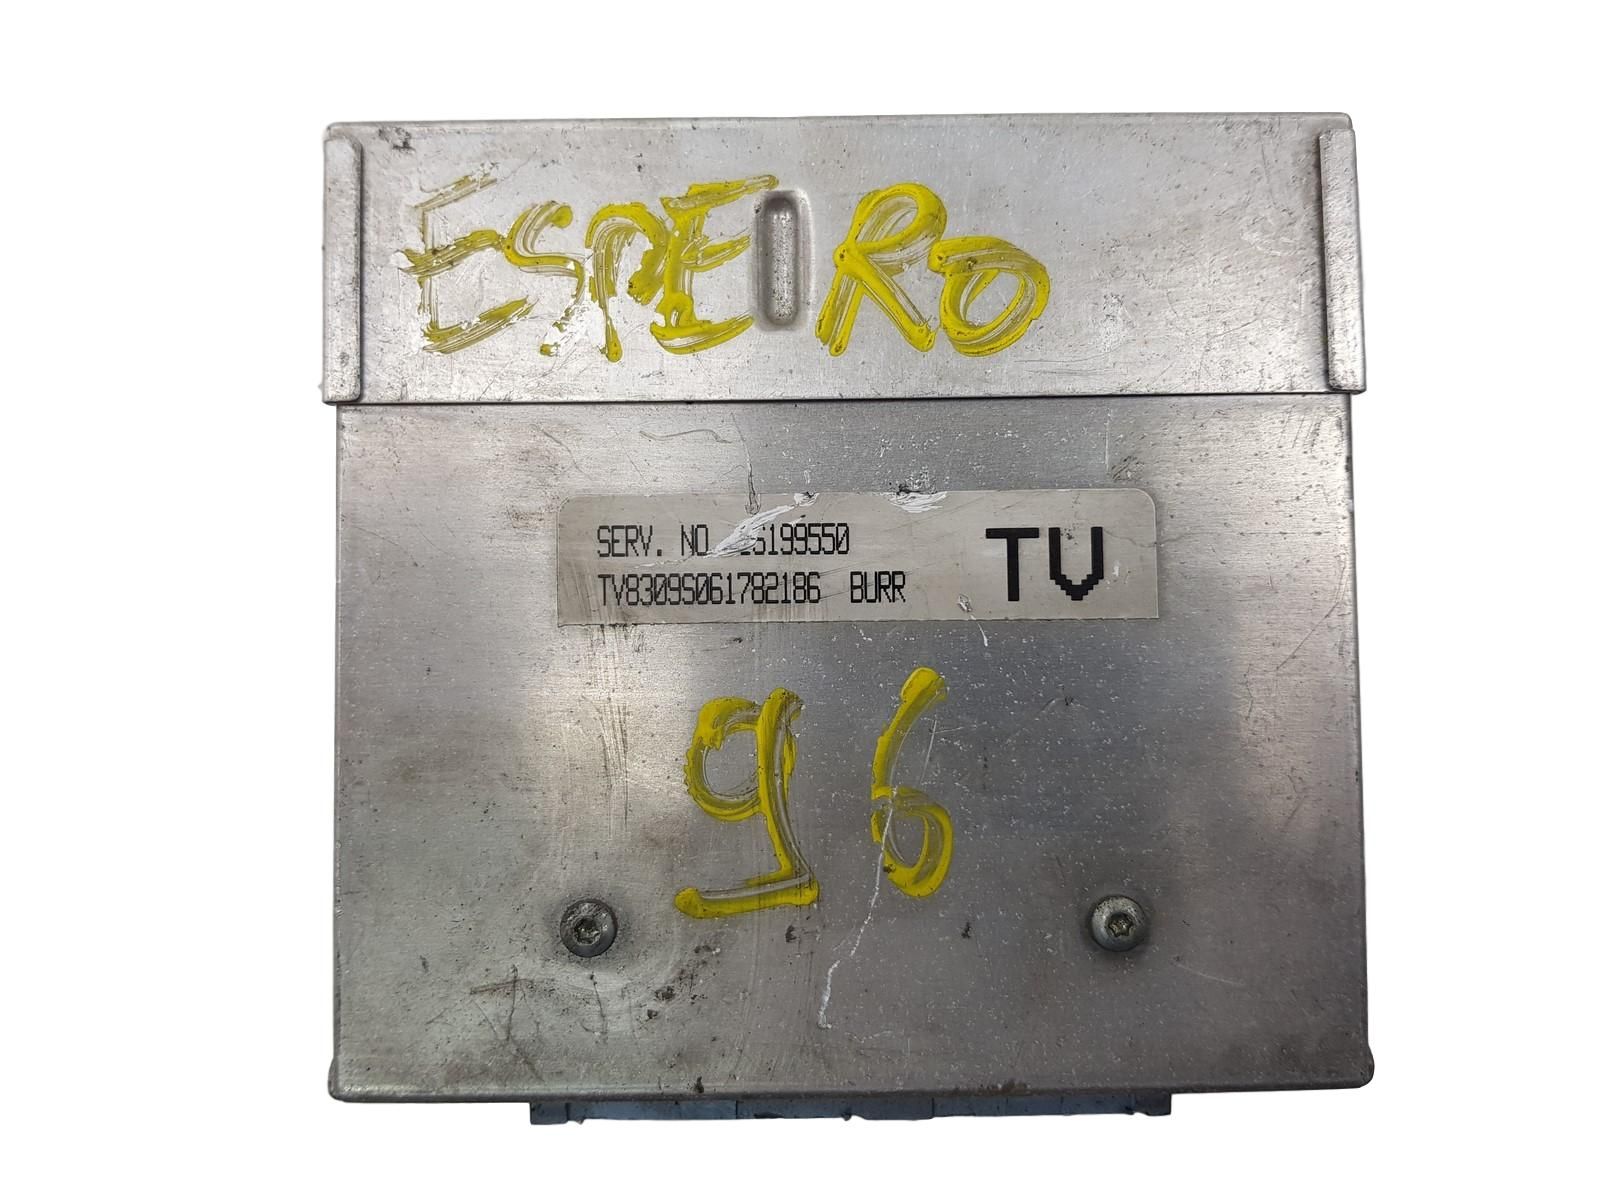 ESPERO
SERV. NO 16199550 TV
TV8309S061782186 BURR
96